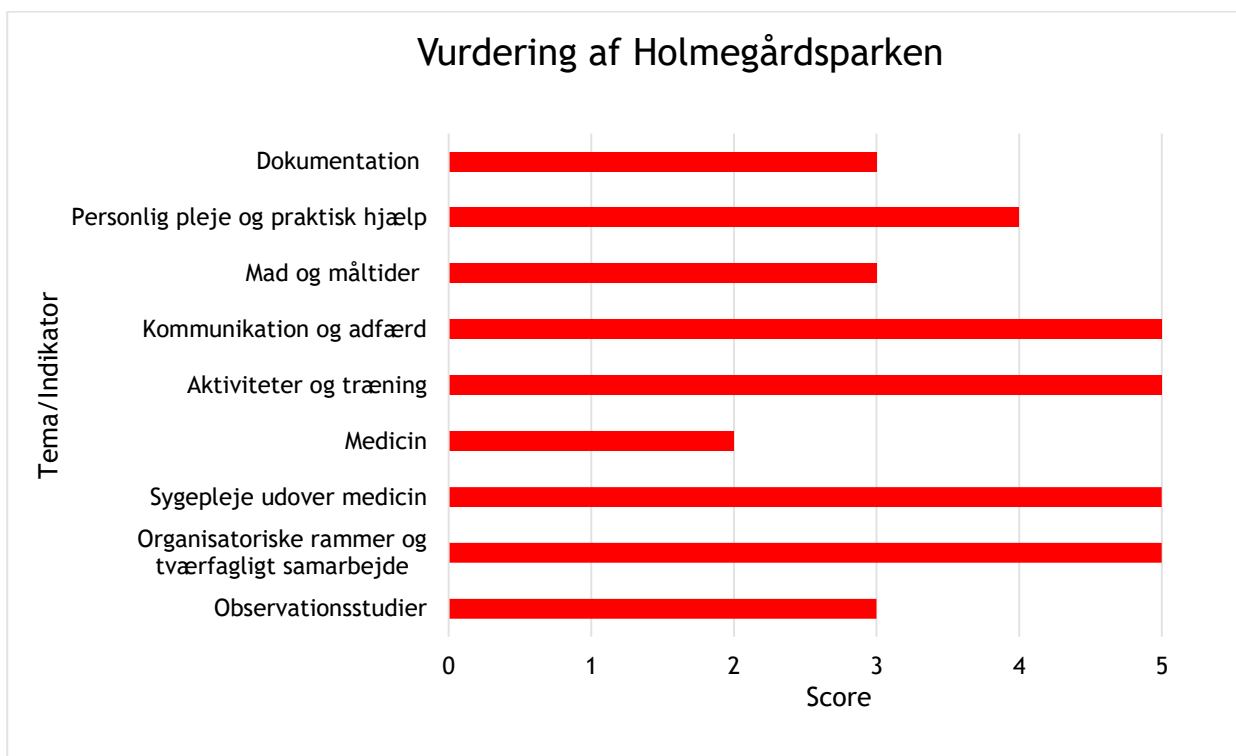 Vurdering af Holmegårdsparken
Tema/Indikator
Dokumentation
Personlig pleje og praktisk hjælp
Mad og måltider
Kommunikation og adfærd
Aktiviteter og træning
Medicin
Sygepleje udover medicin
Organisatoriske rammer og
tværfagligt samarbejde
Observationsstudier
0 1 2 3 4 5
Score